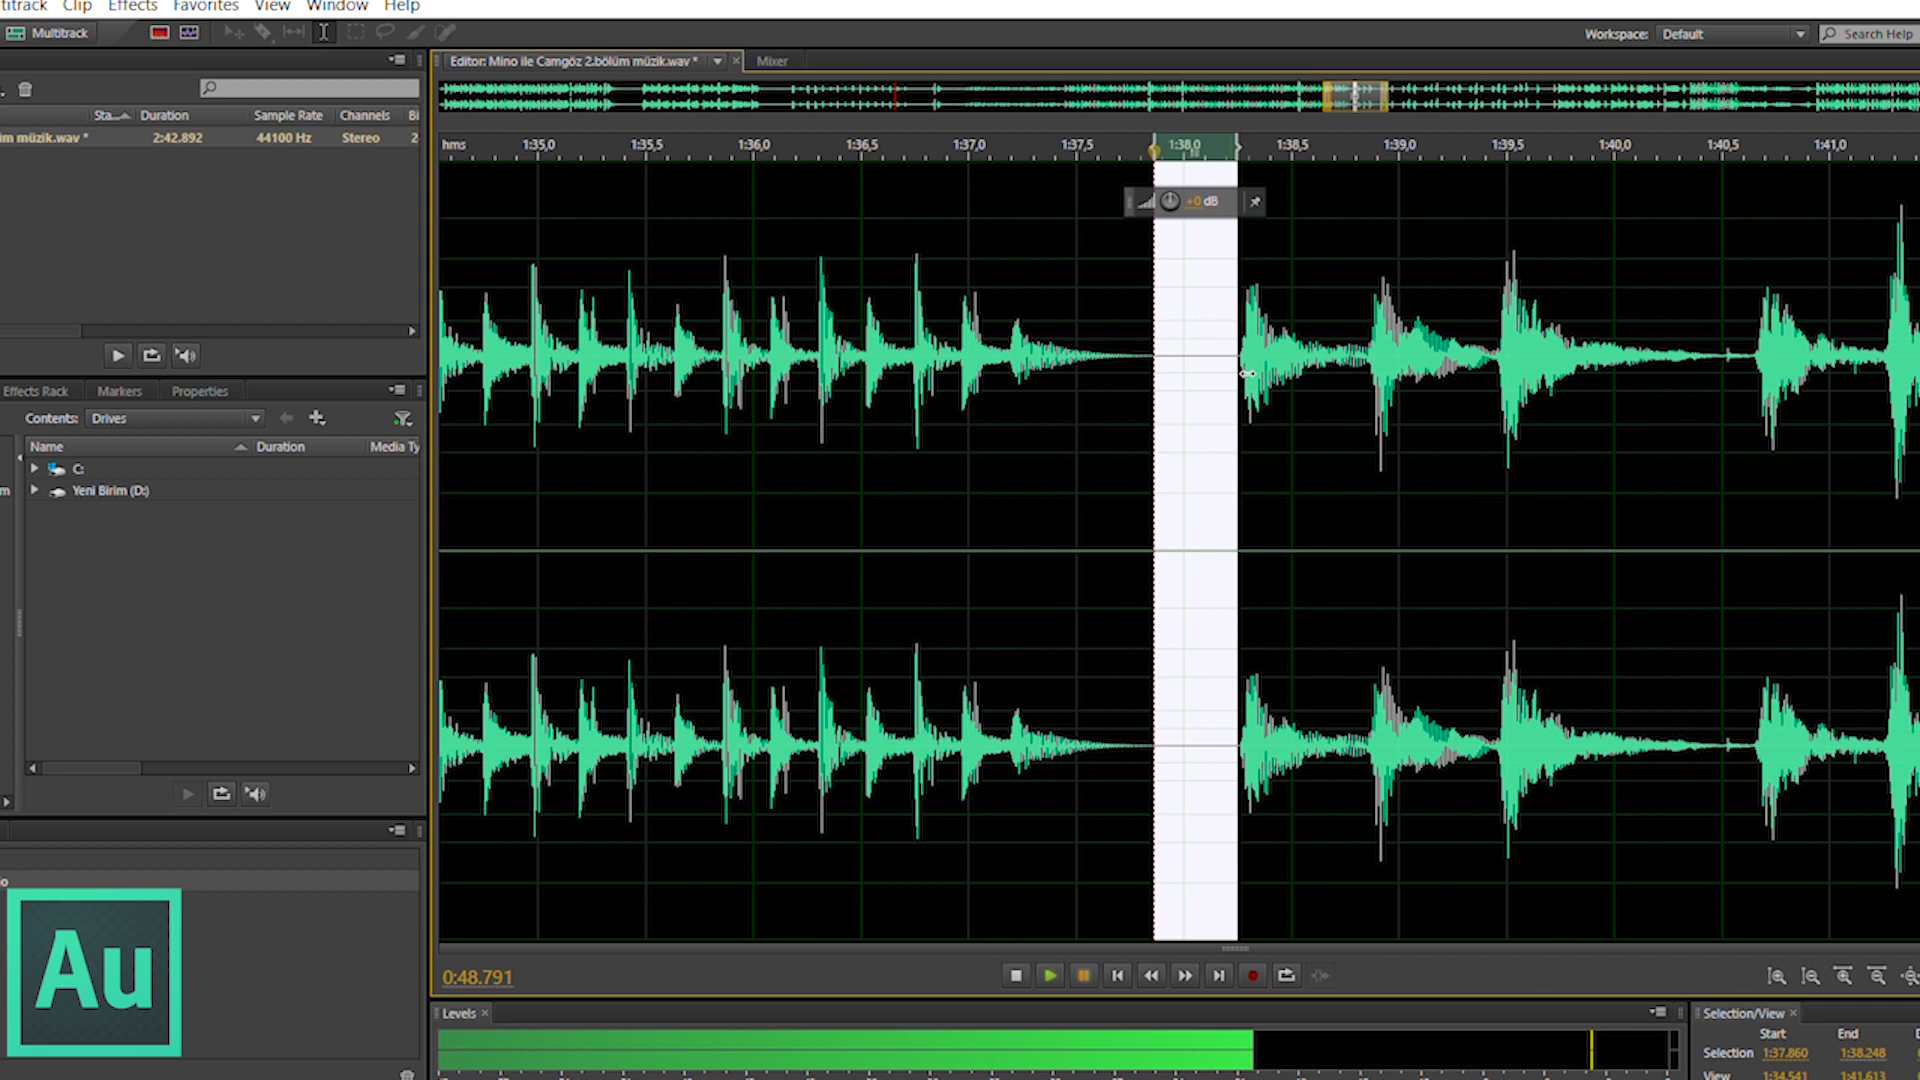 titrack Clip Effects Favorites View Window Help
Multitrack
Workspace: Default Search Help
Editor: Mino ile Camgöz 2.bölüm müzik.wav * Mixer
Sta... Duration Sample Rate Channels Bi
im müzik.wav * 2:42.892 44100 Hz Stereo 2
hms 1:35,0 1:35,5 1:36,0 1:36,5 1:37,0 1:37,5 1:38,0 1:38,5 1:39,0 1:39,5 1:40,0 1:40,5 1:41,0
+0 dB
Effects Rack Markers Properties
Contents: Drives
Name Duration Media Ty
C:
m Yeni Birim (D:)
o
Au
0:48.791
Levels
Selection/View
Start End
Selection 1:37.860 1:38.248
View 1:34.541 1:41.613